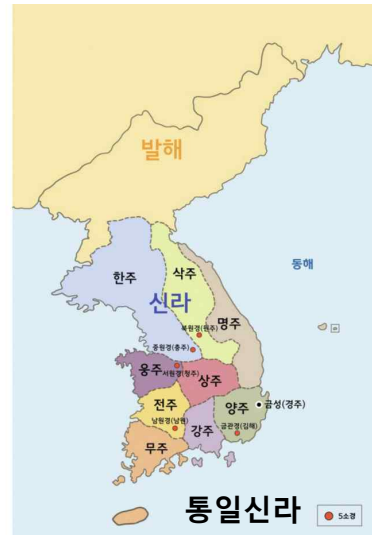 발해
동해
한주
삭주
신라
명주
북원경(원주)
중원경(충주)
웅주
서원경(청주)
상주
전주
양주
금성(경주)
남원경(남원)
강주
금관경(김해)
무주
통일신라
5소경